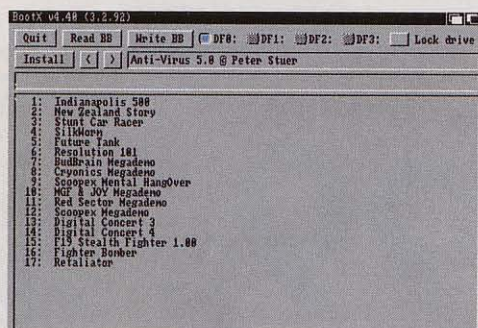 BootX v4.40 (3.2.92)
Quit Read BB Write BB DF0: DF1: DF2: DF3: Lock drive
Install < > Anti-Virus 5.0 @ Peter Stuer
1: Indianapolis 500
2: New Zealand Story
3: Stunt Car Racer
4: SilkWorm
5: Future Tank
6: Resolution 101
7: BudBrain Megademo
8: Cryonics Megademo
9: Scoopex Mental HangOver
10: MGF & JOY Megademo
11: Red Sector Megademo
12: Scoopex Megademo
13: Digital Concert 3
14: Digital Concert 4
15: F19 Stealth Fighter 1.00
16: Fighter Bomber
17: Retaliator